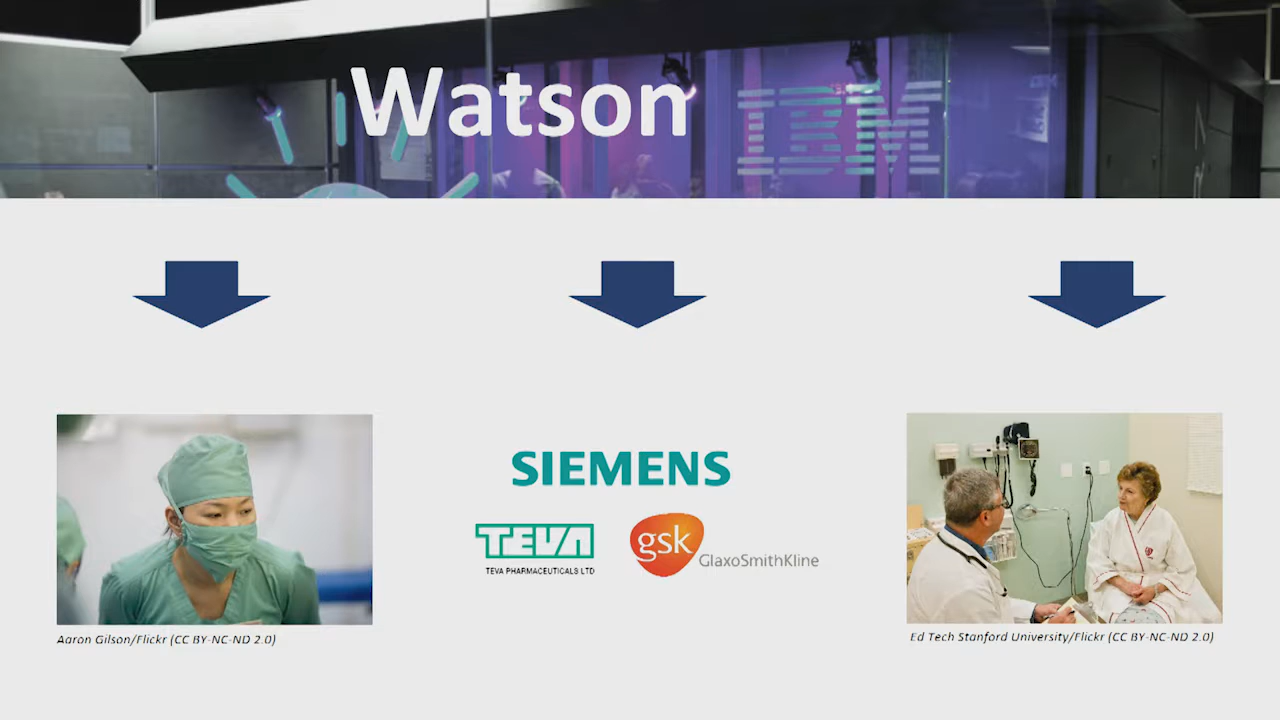 Watson
IBM
SIEMENS
TEVA
TEVA PHARMACEUTICALS LTD
gsk
GlaxoSmithKline
Aaron Gilson/Flickr (CC BY-NC-ND 2.0)
Ed Tech Stanford University/Flickr (CC BY-NC-ND 2.0)